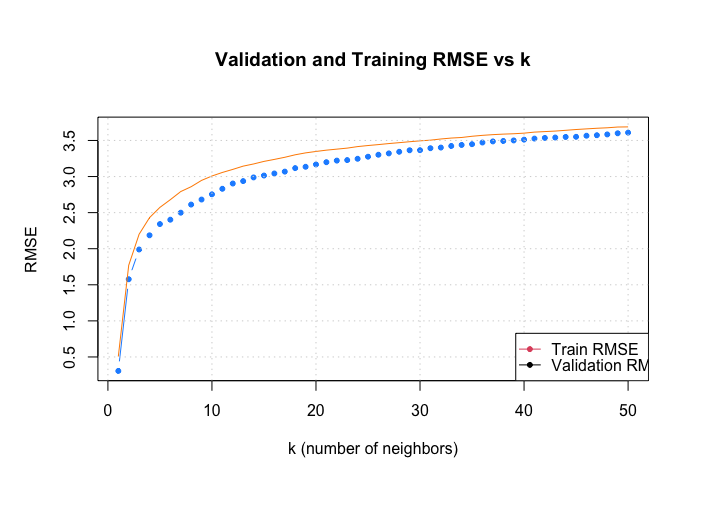 Validation and Training RMSE vs k
RMSE
3.5
3.0
2.5
2.0
1.5
1.0
0.5
Train RMSE
Validation RM
0
10
20
30
40
50
k (number of neighbors)